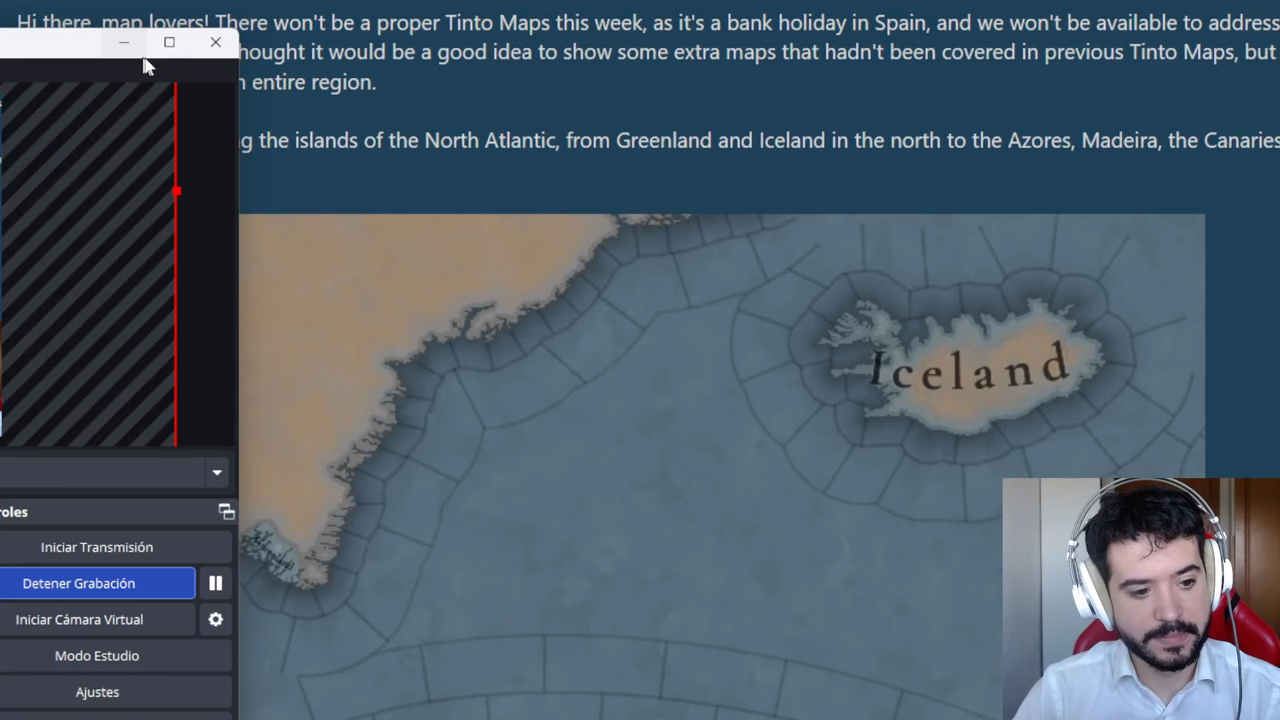 Hi there, map lovers! There won't be a proper Tinto Maps this week, as it's a bank holiday in Spain, and we won't be available to address
hought it would be a good idea to show some extra maps that hadn't been covered in previous Tinto Maps, but
n entire region.
g the islands of the North Atlantic, from Greenland and Iceland in the north to the Azores, Madeira, the Canaries
Iceland
roles
Iniciar Transmisión
Detener Grabación
Iniciar Cámara Virtual
Modo Estudio
Ajustes